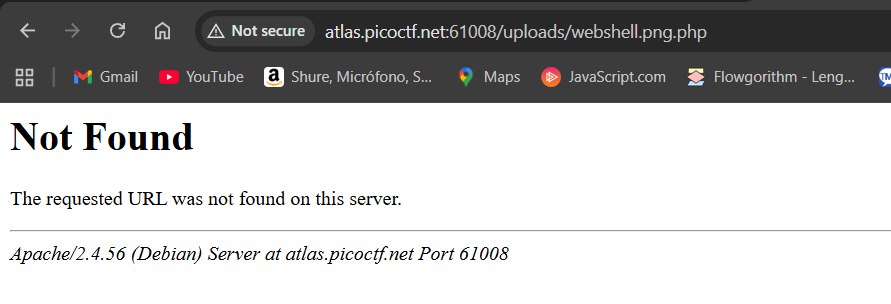 Not secure atlas.picoctf.net:61008/uploads/webshell.png.php
Gmail YouTube Shure, Micrófono, S... Maps JavaScript.com Flowgorithm - Leng...
Not Found
The requested URL was not found on this server.
Apache/2.4.56 (Debian) Server at atlas.picoctf.net Port 61008